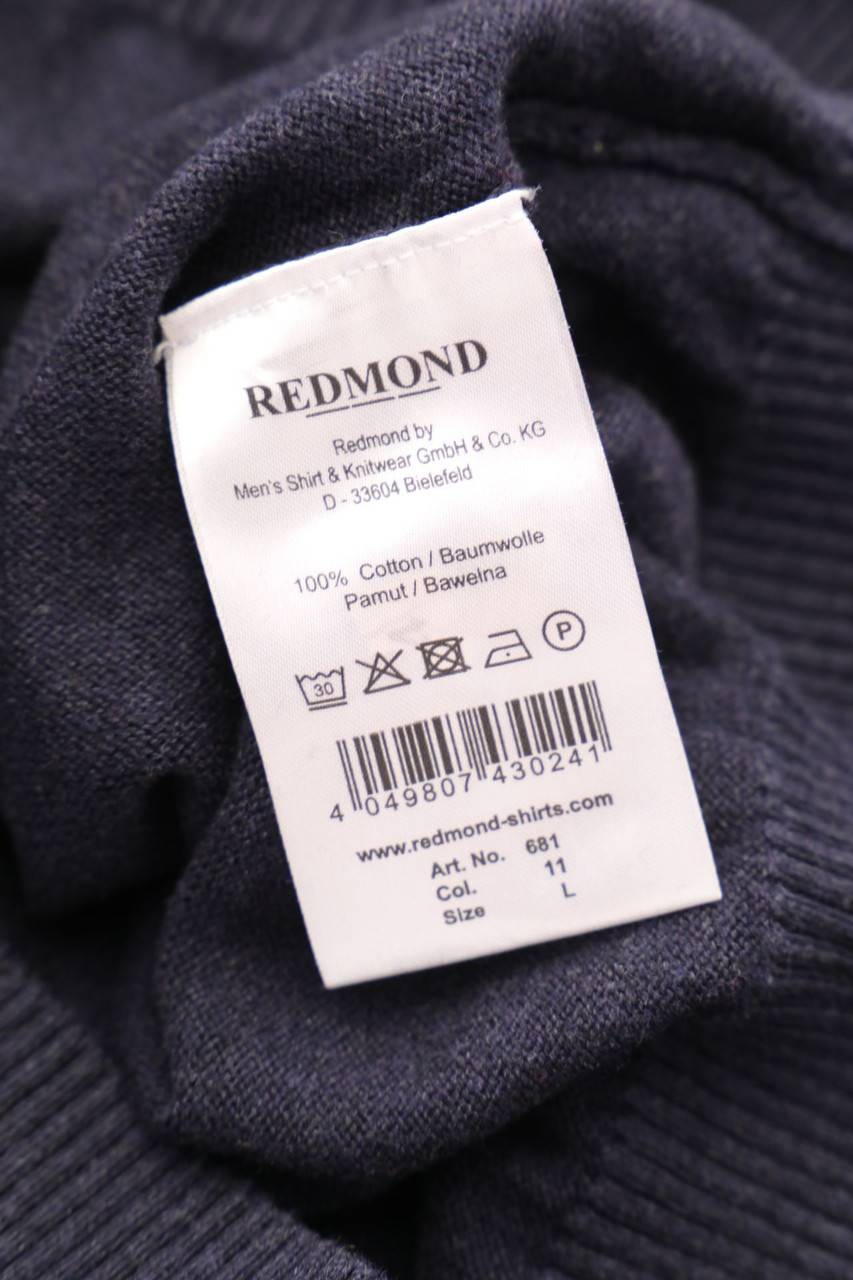 REDMOND
Redmond by
Men's Shirt & Knitwear GmbH & Co. KG
D - 33604 Bielefeld
100% Cotton / Baumwolle
Pamut / Bawełna
30 P
4 049807 430241
www.redmond-shirts.com
Art. No. 681
Col. 11
Size L